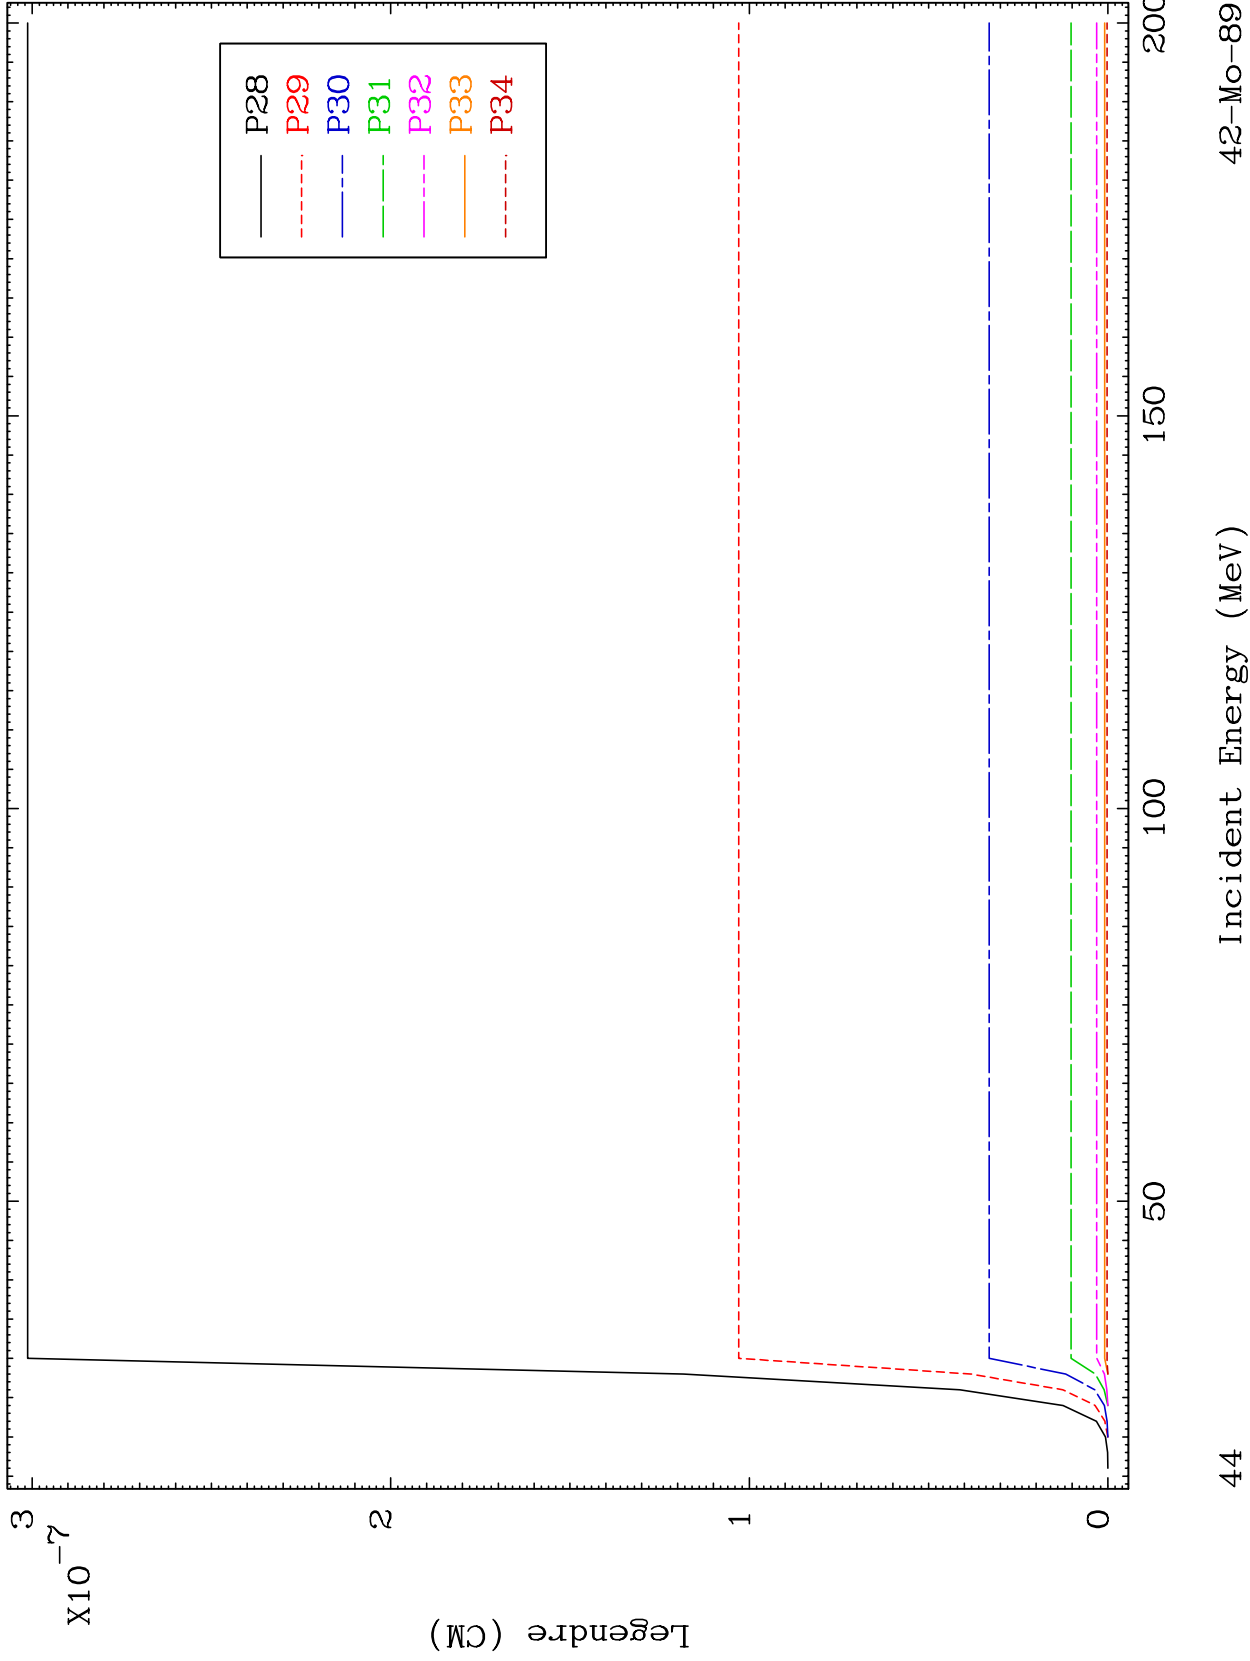 3
2
1
0
X10
-7
Legendre (CM)
P28
P29
P30
P31
P32
P33
P34
50
100
150
200
Incident Energy (MeV)
44
42-Mo-89